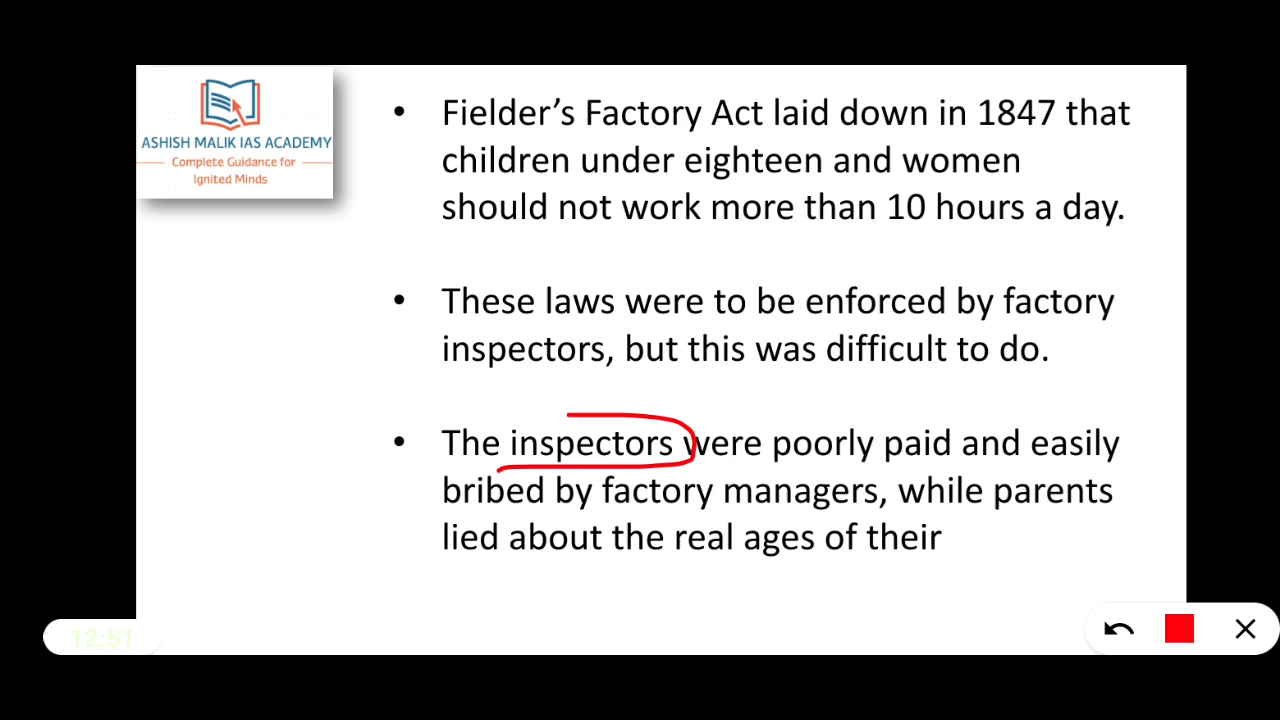 ASHISH MALIK IAS ACADEMY
Complete Guidance for
Ignited Minds
• Fielder’s Factory Act laid down in 1847 that
children under eighteen and women
should not work more than 10 hours a day.
• These laws were to be enforced by factory
inspectors, but this was difficult to do.
• The inspectors were poorly paid and easily
bribed by factory managers, while parents
lied about the real ages of their
12:51